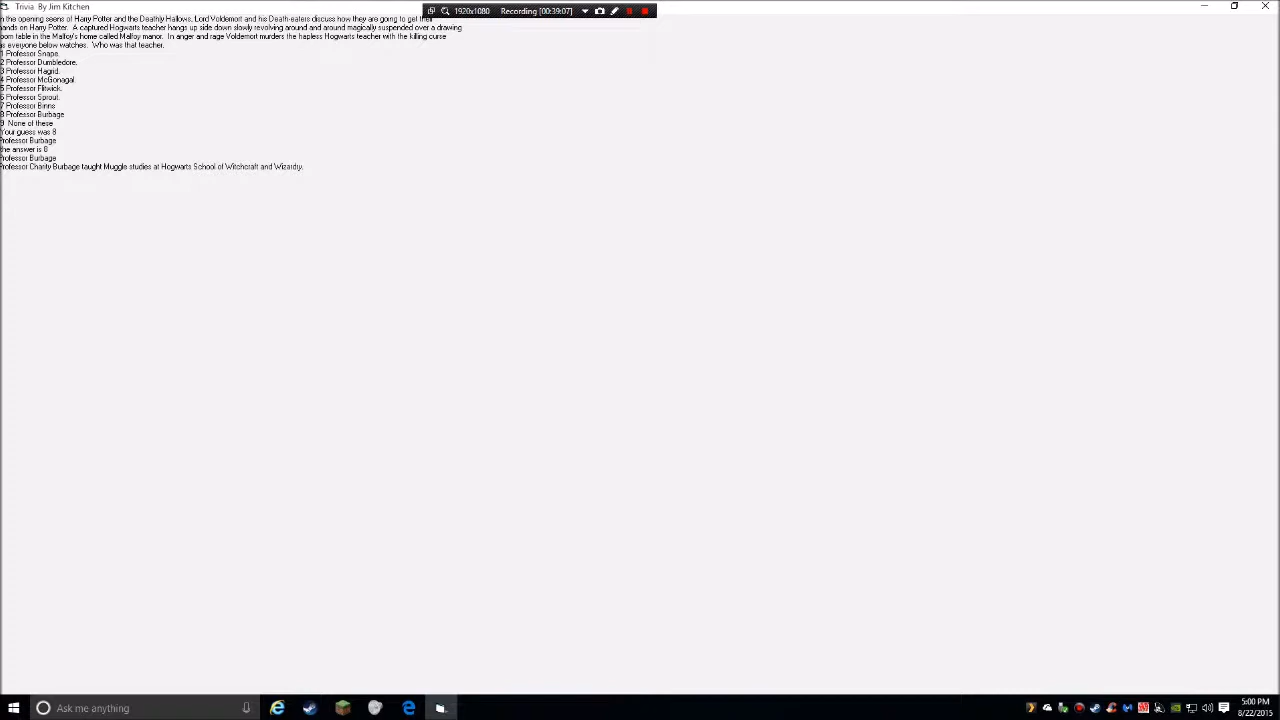 Trivia By Jim Kitchen
1920x1080 Recording [00:39:07]
n the opening seens of Harry Potter and the Deathly Hallows, Lord Voldemort and his Death-eaters discuss how they are going to get their
ands on Harry Potter. A captured Hogwarts teacher hangs up side down slowly revolving around and around magically suspended over a drawing
oom table in the Malfoy's home called Malfoy manor. In anger and rage Voldemort murders the hapless Hogwarts teacher with the killing curse
as everyone below watches. Who was that teacher.
1 Professor Snape.
2 Professor Dumbledore.
3 Professor Hagrid.
4 Professor McGonagal.
5 Professor Flitwick.
6 Professor Sprout.
7 Professor Binns
8 Professor Burbage
9 None of these
Your guess was 8
Professor Burbage
the answer is 8
Professor Burbage
Professor Charity Burbage taught Muggle studies at Hogwarts School of Witchcraft and Wizardry.
Ask me anything
5:00 PM
8/22/2015